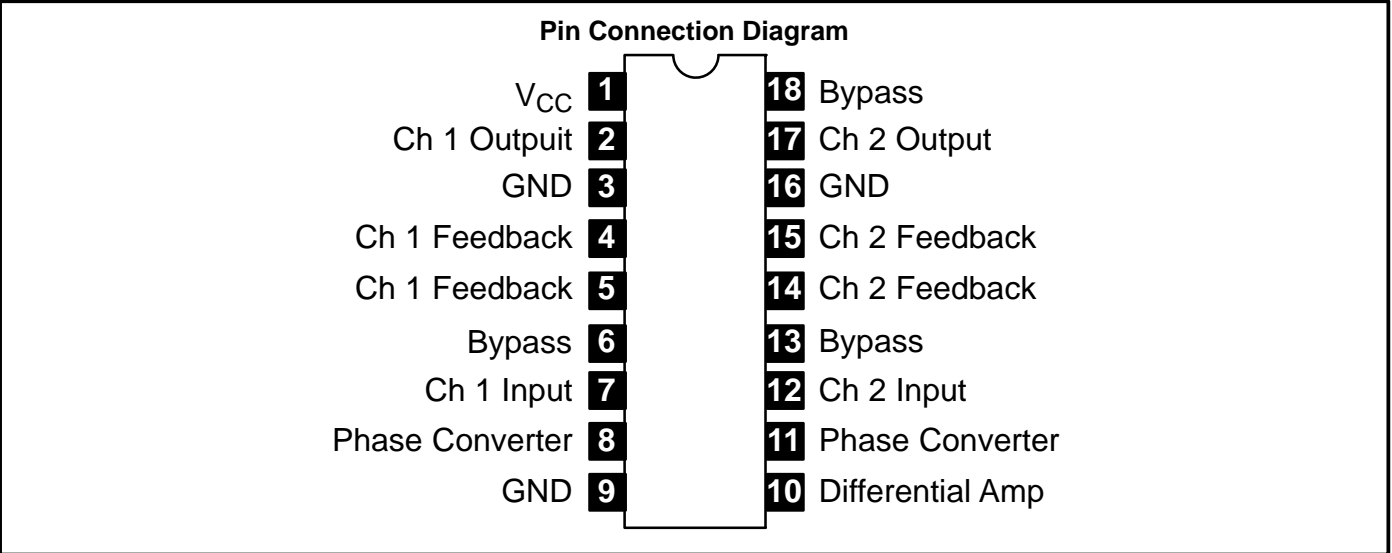 Pin Connection Diagram
VCC 1 18 Bypass
Ch 1 Outpuit 2 17 Ch 2 Output
GND 3 16 GND
Ch 1 Feedback 4 15 Ch 2 Feedback
Ch 1 Feedback 5 14 Ch 2 Feedback
Bypass 6 13 Bypass
Ch 1 Input 7 12 Ch 2 Input
Phase Converter 8 11 Phase Converter
GND 9 10 Differential Amp